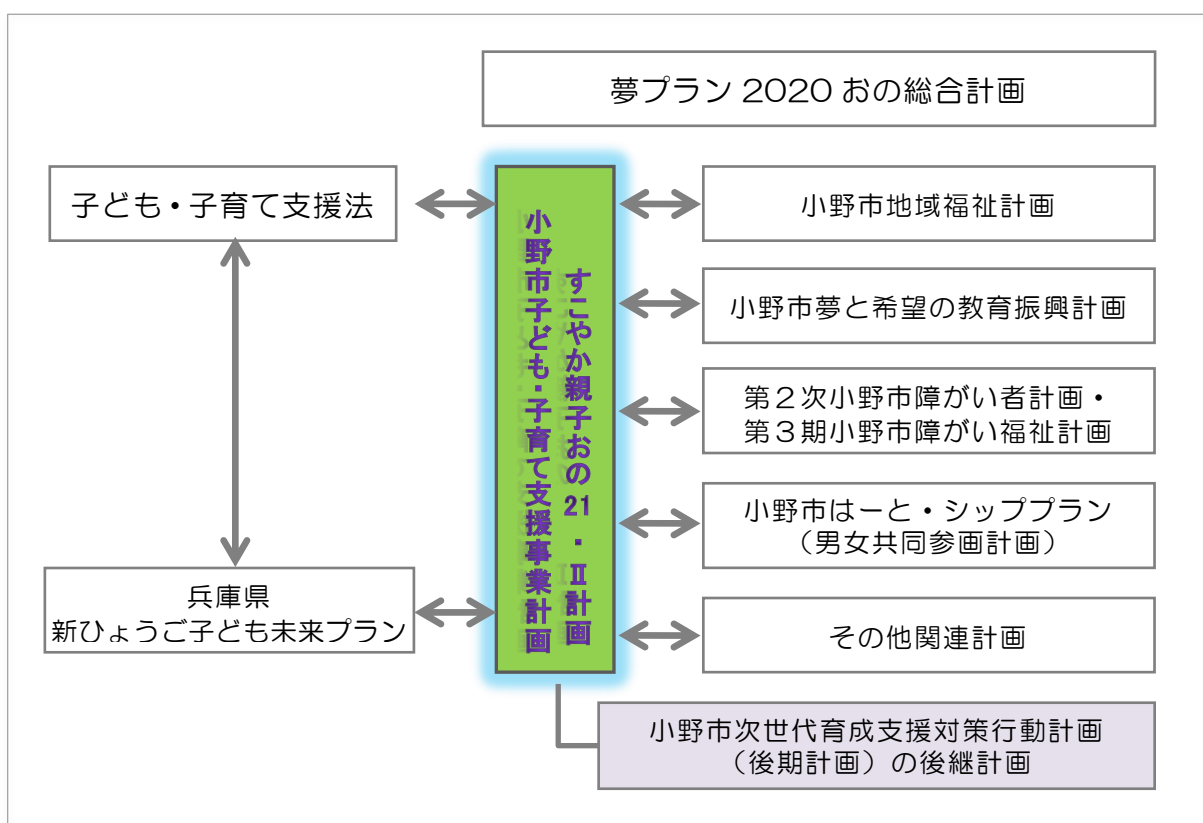 夢プラン 2020 おの総合計画
子ども・子育て支援法
兵庫県
新ひょうご子ども未来プラン
すこやか親子おの21・Ⅱ計画
小野市子ども・子育て支援事業計画
小野市地域福祉計画
小野市夢と希望の教育振興計画
第2次小野市障がい者計画・
第3期小野市障がい福祉計画
小野市はーと・シッププラン
（男女共同参画計画）
その他関連計画
小野市次世代育成支援対策行動計画
（後期計画）の後継計画